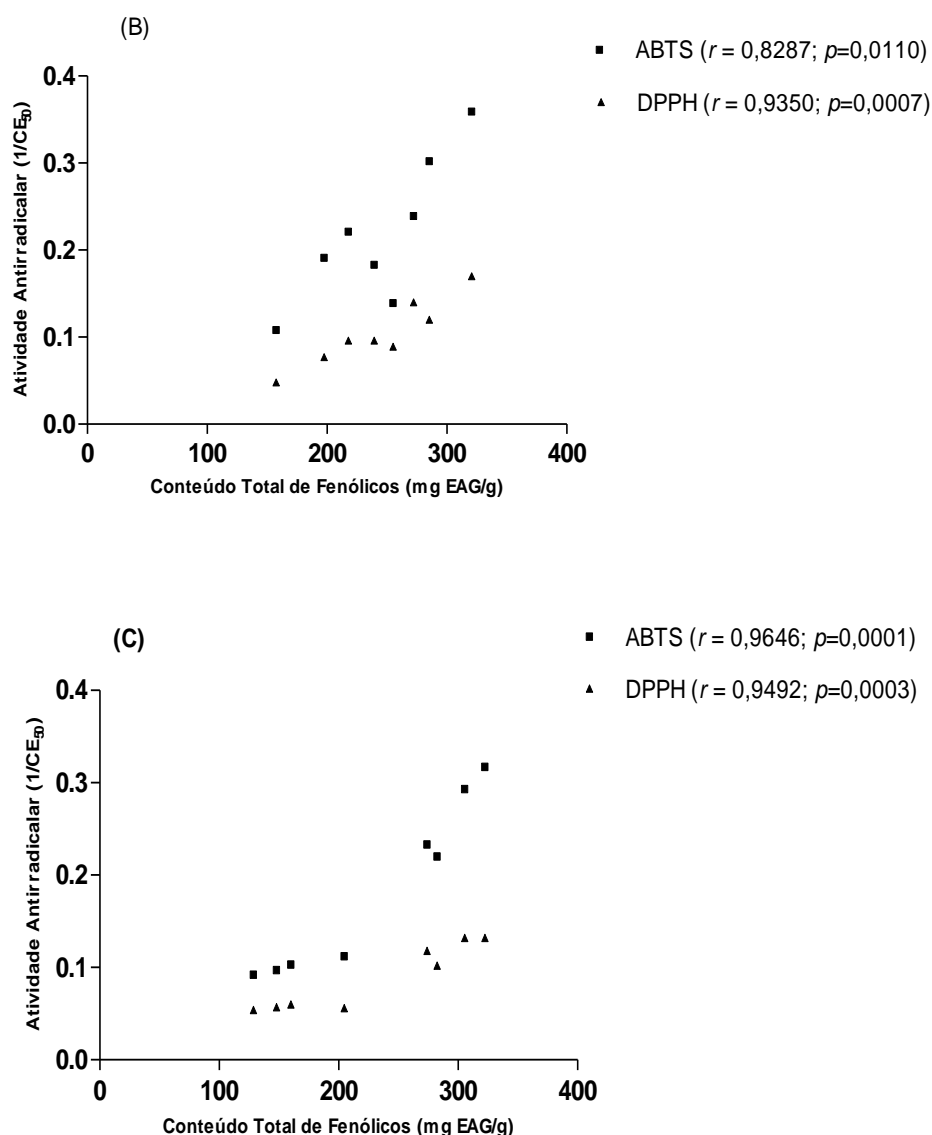 (B)
ABTS (r = 0,8287; p=0,0110)
DPPH (r = 0,9350; p=0,0007)
Atividade Antirradicalar (1/CE50)
0.4
0.3
0.2
0.1
0.0
0 100 200 300 400
Conteúdo Total de Fenólicos (mg EAG/g)
(C)
ABTS (r = 0,9646; p=0,0001)
DPPH (r = 0,9492; p=0,0003)
Atividade Antirradicalar (1/CE50)
0.4
0.3
0.2
0.1
0.0
0 100 200 300 400
Conteúdo Total de Fenólicos (mg EAG/g)